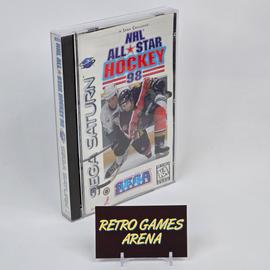 NHL
ALL★STAR
HOCKEY
98
SEGA SATURN
SEGA
RETRO GAMES
ARENA